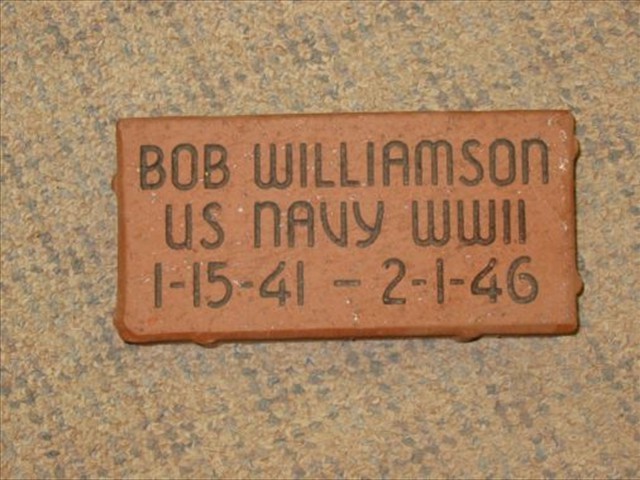 BOB WILLIAMSON
US NAVY WWII
1-15-41 - 2-1-46